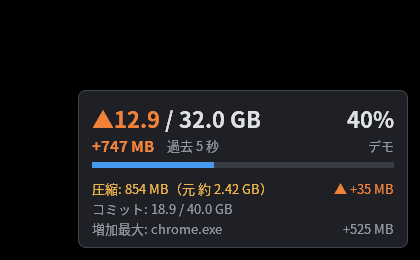 ▲12.9 / 32.0 GB 40%
+747 MB 過去 5 秒 デモ
圧縮: 854 MB（元 約 2.42 GB） ▲ +35 MB
コミット: 18.9 / 40.0 GB
増加最大: chrome.exe +525 MB